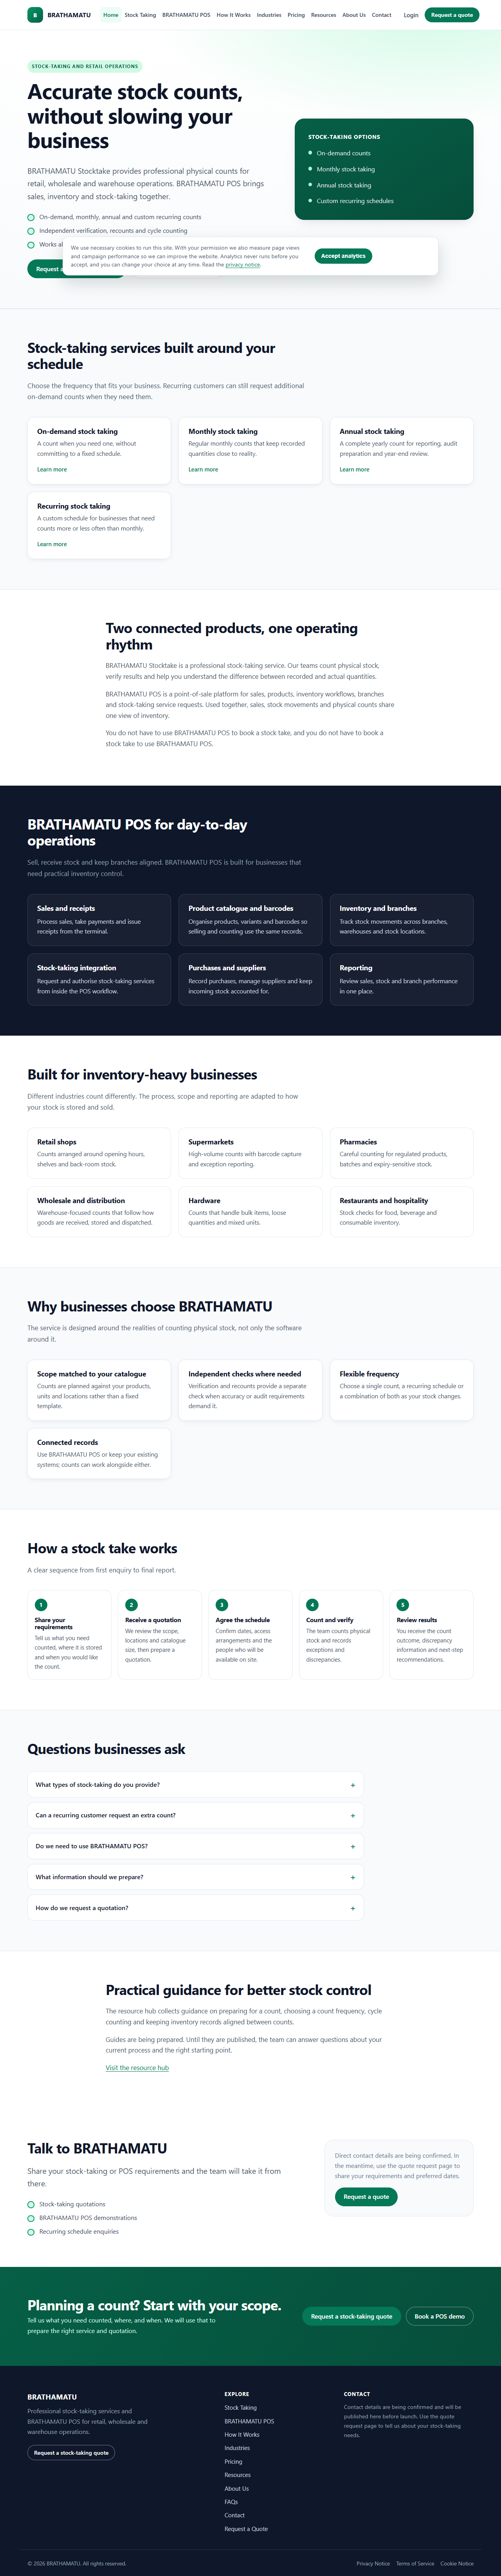 B BRATHAMATU Home Stock Taking BRATHAMATU POS How It Works Industries Pricing Resources About Us Contact Login Request a quote
STOCK-TAKING AND RETAIL OPERATIONS
Accurate stock counts,
without slowing your
business
BRATHAMATU Stocktake provides professional physical counts for
retail, wholesale and warehouse operations. BRATHAMATU POS brings
sales, inventory and stock-taking together.
On-demand, monthly, annual and custom recurring counts
Independent verification, recounts and cycle counting
Works al
Request a
STOCK-TAKING OPTIONS
On-demand counts
Monthly stock taking
Annual stock taking
Custom recurring schedules
We use necessary cookies to run this site. With your permission we also measure page views
and campaign performance so we can improve the website. Analytics never runs before you
accept, and you can change your choice at any time. Read the privacy notice.
Accept analytics
Stock-taking services built around your
schedule
Choose the frequency that fits your business. Recurring customers can still request additional
on-demand counts when they need them.
On-demand stock taking
A count when you need one, without
committing to a fixed schedule.
Learn more
Monthly stock taking
Regular monthly counts that keep recorded
quantities close to reality.
Learn more
Annual stock taking
A complete yearly count for reporting, audit
preparation and year-end review.
Learn more
Recurring stock taking
A custom schedule for businesses that need
counts more or less often than monthly.
Learn more
Two connected products, one operating
rhythm
BRATHAMATU Stocktake is a professional stock-taking service. Our teams count physical stock,
verify results and help you understand the difference between recorded and actual quantities.
BRATHAMATU POS is a point-of-sale platform for sales, products, inventory workflows, branches
and stock-taking service requests. Used together, sales, stock movements and physical counts share
one view of inventory.
You do not have to use BRATHAMATU POS to book a stock take, and you do not have to book a
stock take to use BRATHAMATU POS.
BRATHAMATU POS for day-to-day
operations
Sell, receive stock and keep branches aligned. BRATHAMATU POS is built for businesses that
need practical inventory control.
Sales and receipts
Process sales, take payments and issue
receipts from the terminal.
Product catalogue and barcodes
Organise products, variants and barcodes so
selling and counting use the same records.
Inventory and branches
Track stock movements across branches,
warehouses and stock locations.
Stock-taking integration
Request and authorise stock-taking services
from inside the POS workflow.
Purchases and suppliers
Record purchases, manage suppliers and keep
incoming stock accounted for.
Reporting
Review sales, stock and branch performance
in one place.
Built for inventory-heavy businesses
Different industries count differently. The process, scope and reporting are adapted to how
your stock is stored and sold.
Retail shops
Counts arranged around opening hours,
shelves and back-room stock.
Supermarkets
High-volume counts with barcode capture
and exception reporting.
Pharmacies
Careful counting for regulated products,
batches and expiry-sensitive stock.
Wholesale and distribution
Warehouse-focused counts that follow how
goods are received, stored and dispatched.
Hardware
Counts that handle bulk items, loose
quantities and mixed units.
Restaurants and hospitality
Stock checks for food, beverage and
consumable inventory.
Why businesses choose BRATHAMATU
The service is designed around the realities of counting physical stock, not only the software
around it.
Scope matched to your catalogue
Counts are planned against your products,
units and locations rather than a fixed
template.
Independent checks where needed
Verification and recounts provide a separate
check when accuracy or audit requirements
demand it.
Flexible frequency
Choose a single count, a recurring schedule or
a combination of both as your stock changes.
Connected records
Use BRATHAMATU POS or keep your existing
systems; counts can work alongside either.
How a stock take works
A clear sequence from first enquiry to final report.
1
Share your
requirements
Tell us what you need
counted, where it is stored
and when you would like
the count.
2
Receive a quotation
We review the scope,
locations and catalogue
size, then prepare a
quotation.
3
Agree the schedule
Confirm dates, access
arrangements and the
people who will be
available on site.
4
Count and verify
The team counts physical
stock and records
exceptions and
discrepancies.
5
Review results
You receive the count
outcome, discrepancy
information and next-step
recommendations.
Questions businesses ask
What types of stock-taking do you provide? +
Can a recurring customer request an extra count? +
Do we need to use BRATHAMATU POS? +
What information should we prepare? +
How do we request a quotation? +
Practical guidance for better stock control
The resource hub collects guidance on preparing for a count, choosing a count frequency, cycle
counting and keeping inventory records aligned between counts.
Guides are being prepared. Until they are published, the team can answer questions about your
current process and the right starting point.
Visit the resource hub
Talk to BRATHAMATU
Share your stock-taking or POS requirements and the team will take it from
there.
Stock-taking quotations
BRATHAMATU POS demonstrations
Recurring schedule enquiries
Direct contact details are being confirmed. In
the meantime, use the quote request page to
share your requirements and preferred dates.
Request a quote
Planning a count? Start with your scope.
Tell us what you need counted, where, and when. We will use that to
prepare the right service and quotation.
Request a stock-taking quote
Book a POS demo
BRATHAMATU
Professional stock-taking services and
BRATHAMATU POS for retail, wholesale and
warehouse operations.
Request a stock-taking quote
EXPLORE
Stock Taking
BRATHAMATU POS
How It Works
Industries
Pricing
Resources
About Us
FAQs
Contact
Request a Quote
CONTACT
Contact details are being confirmed and will be
published here before launch. Use the quote
request page to tell us about your stock-taking
needs.
© 2026 BRATHAMATU. All rights reserved.
Privacy Notice Terms of Service Cookie Notice